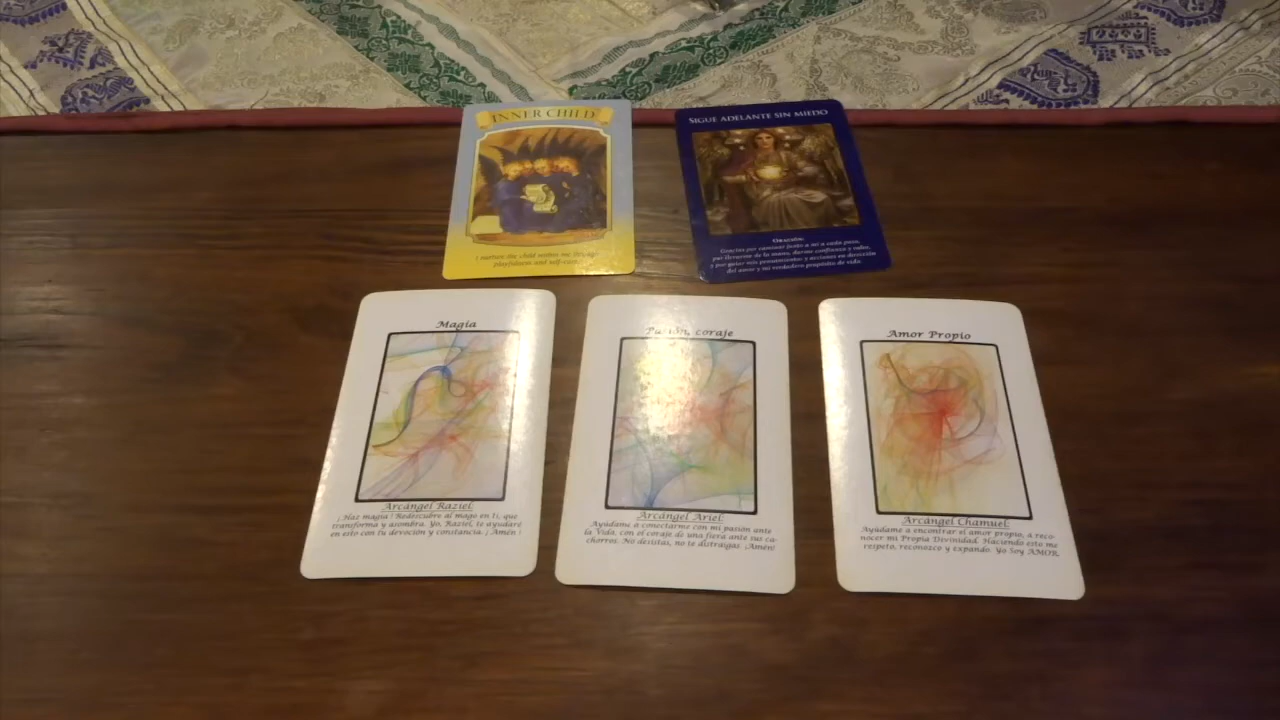 INNER CHILD
I nurture the child within me through
playfulness and self-care.
SIGUE ADELANTE SIN MIEDO
ORACIÓN:
Gracias por caminar junto a mí a cada paso,
por llevarme de la mano, darme confianza y valor,
y por guiar mis pensamientos y acciones en dirección
del amor y mi verdadero propósito de vida.
Magia
Arcángel Raziel:
¡ Haz magia ! Redescubre al mago en ti, que
transforma y asombra. Yo, Raziel, te ayudaré
en esto con tu devoción y constancia. ¡ Amén !
Pasión, coraje
Arcángel Ariel:
Ayúdame a conectarme con mi pasión ante
la Vida, con el coraje de una fiera ante sus ca-
chorros. No desistas, no te distraigas. ¡Amén!
Amor Propio
Arcángel Chamuel:
Ayúdame a encontrar el amor propio, a reco-
nocer mi Propia Divinidad. Haciendo esto me
respeto, reconozco y expando. Yo Soy AMOR.